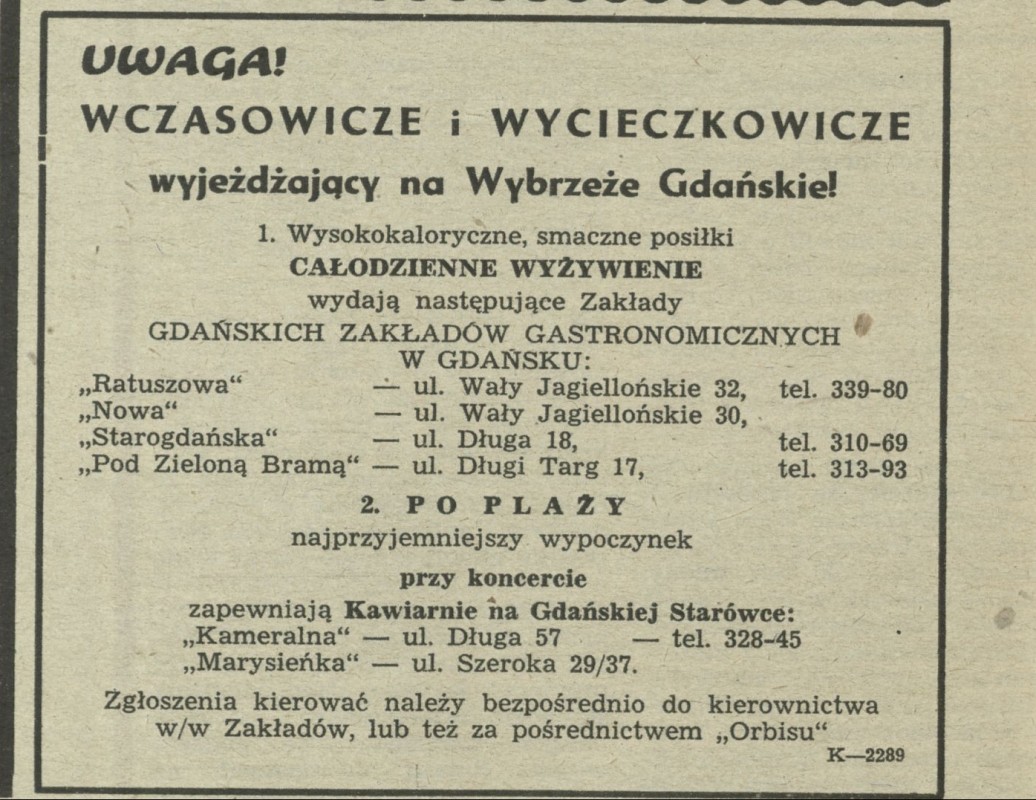 UWAGA!
WCZASOWICZE i WYCIECZKOWICZE
wyjeżdżający na Wybrzeże Gdańskie!
1. Wysokokaloryczne, smaczne posiłki
CAŁODZIENNE WYŻYWIENIE
wydają następujące Zakłady
GDAŃSKICH ZAKŁADÓW GASTRONOMICZNYCH
W GDAŃSKU:
„Ratuszowa“ — ul. Wały Jagiellońskie 32, tel. 339-80
„Nowa“ — ul. Wały Jagiellońskie 30,
„Starogdańska“ — ul. Długa 18, tel. 310-69
„Pod Zieloną Bramą“ — ul. Długi Targ 17, tel. 313-93
2. PO PLAŻY
najprzyjemniejszy wypoczynek
przy koncercie
zapewniają Kawiarnie na Gdańskiej Starówce:
„Kameralna“ — ul. Długa 57 — tel. 328-45
„Marysieńka“ — ul. Szeroka 29/37.
Zgłoszenia kierować należy bezpośrednio do kierownictwa
w/w Zakładów, lub też za pośrednictwem „Orbisu“
K—2289